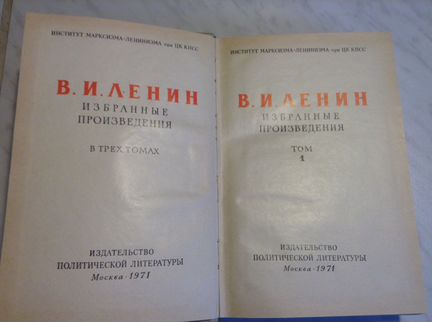 ИНСТИТУТ МАРКСИЗМА-ЛЕНИНИЗМА при ЦК КПСС
В. И. ЛЕНИН
ИЗБРАННЫЕ
ПРОИЗВЕДЕНИЯ
В ТРЕХ ТОМАХ
ИЗДАТЕЛЬСТВО
ПОЛИТИЧЕСКОЙ ЛИТЕРАТУРЫ
Москва · 1971
ИНСТИТУТ МАРКСИЗМА-ЛЕНИНИЗМА при ЦК КПСС
В. И. ЛЕНИН
ИЗБРАННЫЕ
ПРОИЗВЕДЕНИЯ
ТОМ
1
ИЗДАТЕЛЬСТВО
ПОЛИТИЧЕСКОЙ ЛИТЕРАТУРЫ
Москва · 1971